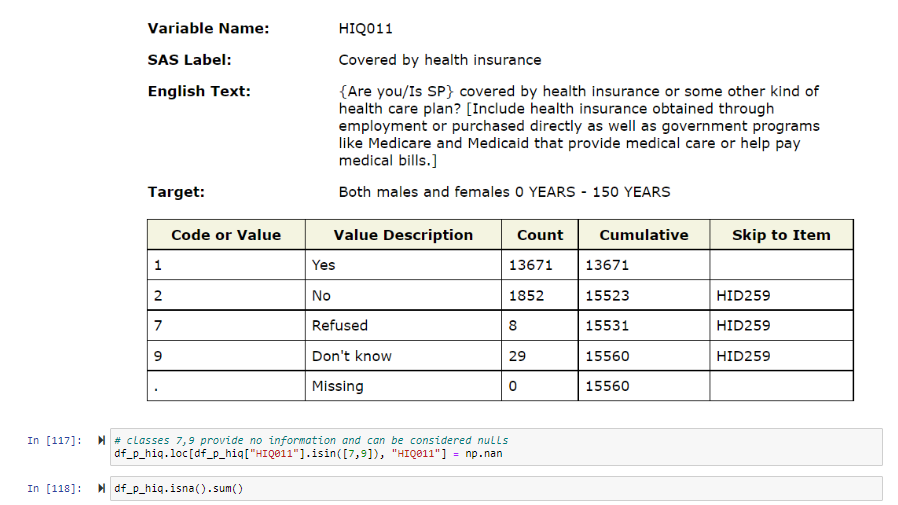 Variable Name: HIQ011
SAS Label: Covered by health insurance
English Text: {Are you/Is SP} covered by health insurance or some other kind of
health care plan? [Include health insurance obtained through
employment or purchased directly as well as government programs
like Medicare and Medicaid that provide medical care or help pay
medical bills.]
Target: Both males and females 0 YEARS - 150 YEARS
Code or Value Value Description Count Cumulative Skip to Item
1 Yes 13671 13671
2 No 1852 15523 HID259
7 Refused 8 15531 HID259
9 Don't know 29 15560 HID259
. Missing 0 15560
In [117]: # classes 7,9 provide no information and can be considered nulls
df_p_hiq.loc[df_p_hiq["HIQ011"].isin([7,9]), "HIQ011"] = np.nan
In [118]: df_p_hiq.isna().sum()